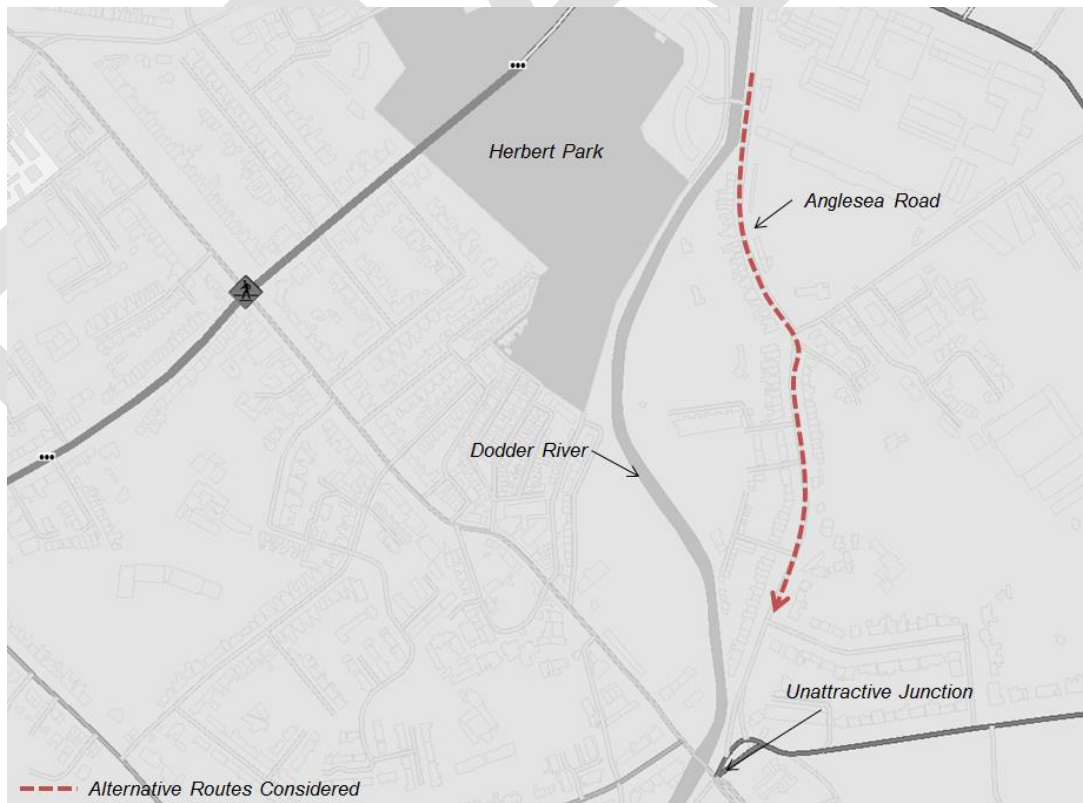 Herbert Park
Anglesea Road
Dodder River
Unattractive Junction
Alternative Routes Considered